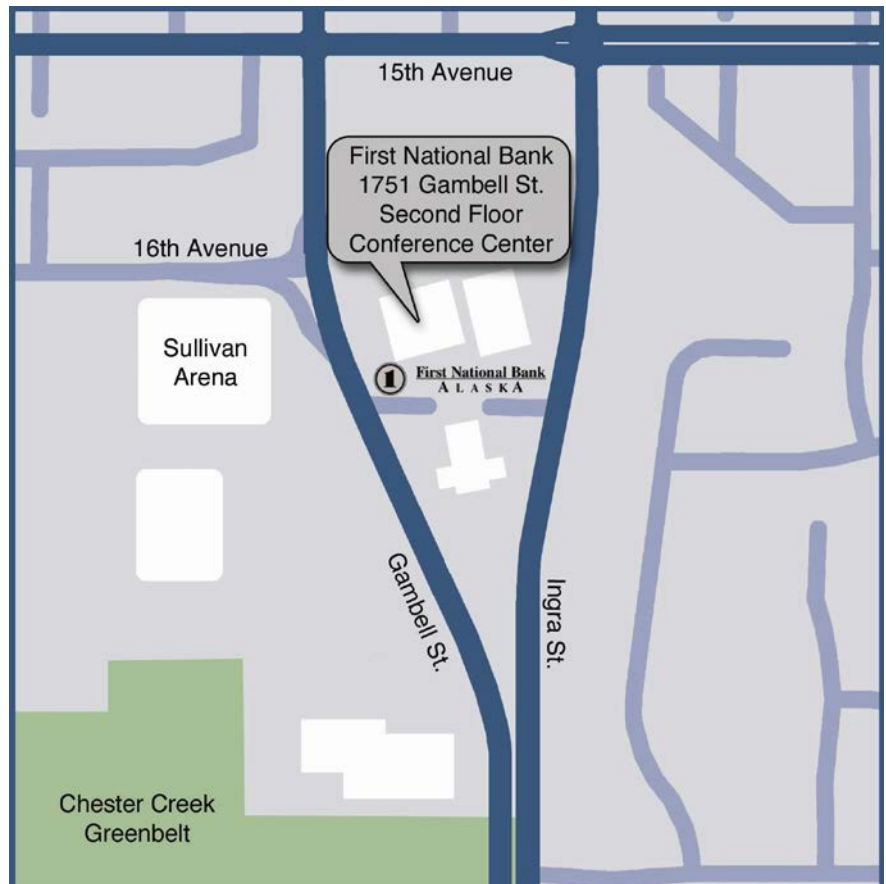 15th Avenue
First National Bank
1751 Gambell St.
Second Floor
Conference Center
16th Avenue
Sullivan
Arena
1 First National Bank
ALASKA
Gambell St.
Ingra St.
Chester Creek
Greenbelt